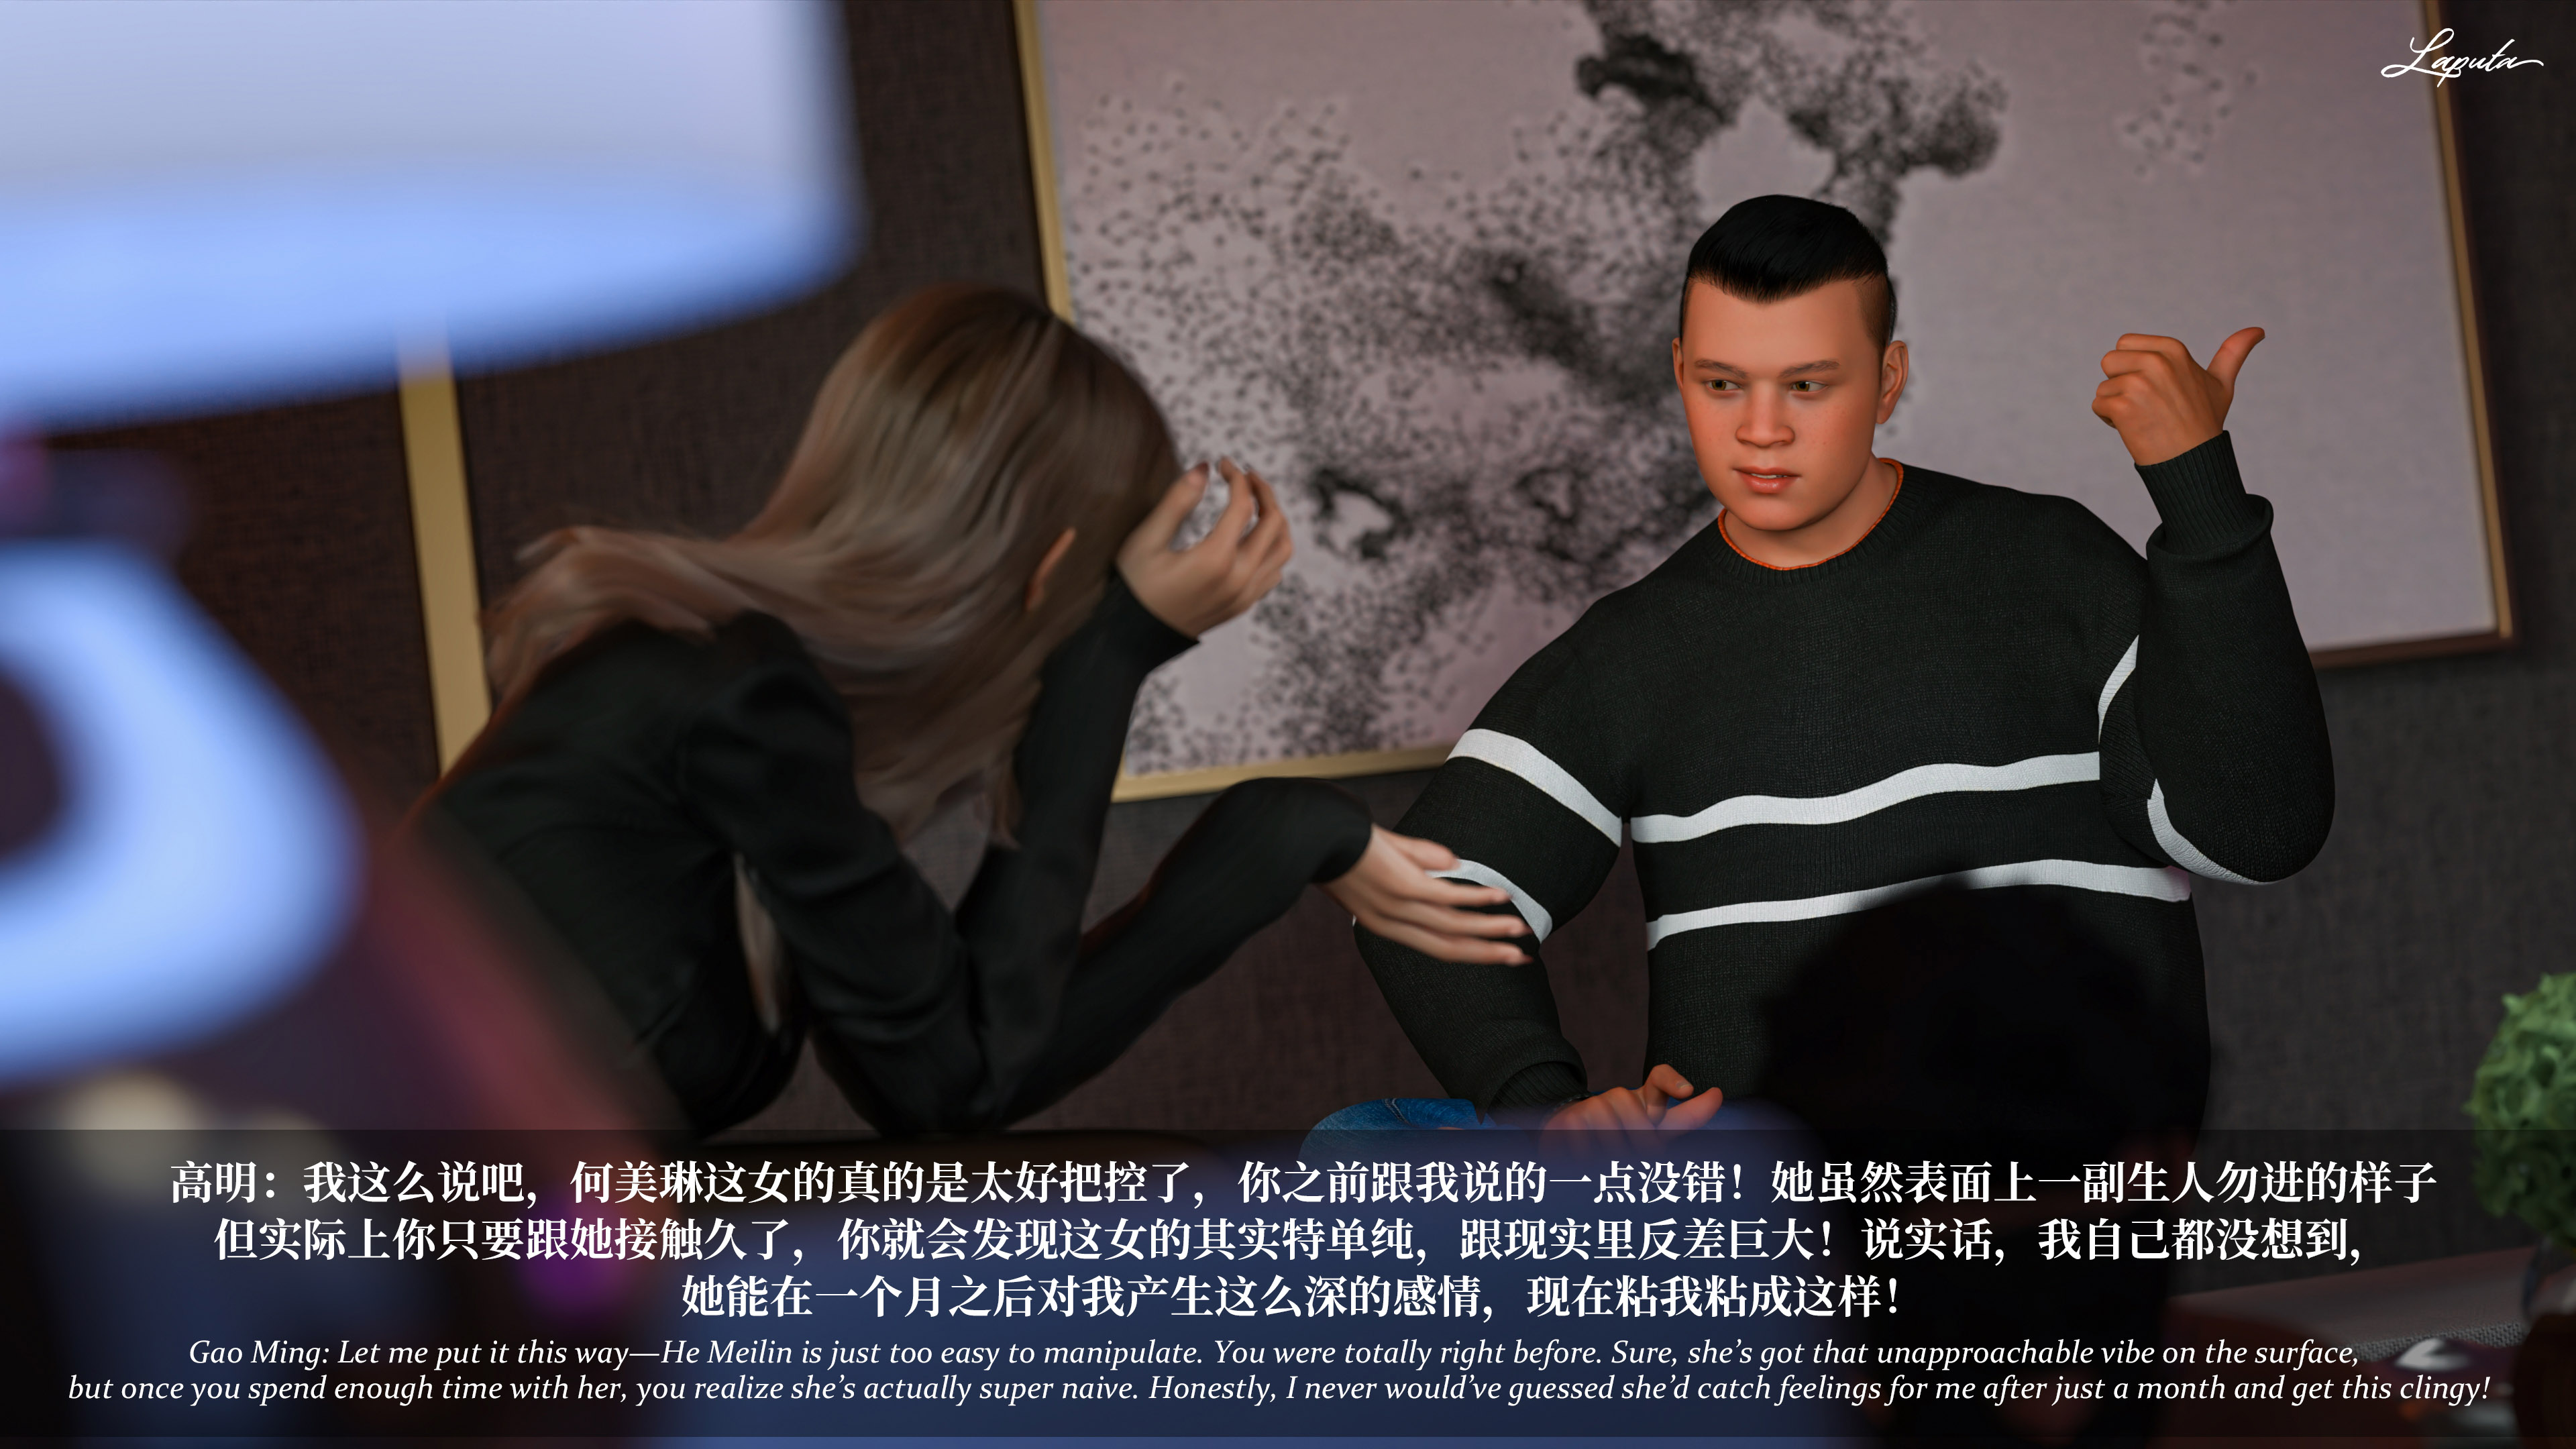 Laputa
高明：我这么说吧，何美琳这女的真的是太好把控了，你之前跟我说的一点没错！她虽然表面上一副生人勿进的样子
但实际上你只要跟她接触久了，你就会发现这女的其实特单纯，跟现实里反差巨大！说实话，我自己都没想到，
她能在一个月之后对我产生这么深的感情，现在粘我粘成这样！
Gao Ming: Let me put it this way—He Meilin is just too easy to manipulate. You were totally right before. Sure, she’s got that unapproachable vibe on the surface,
but once you spend enough time with her, you realize she’s actually super naive. Honestly, I never would’ve guessed she’d catch feelings for me after just a month and get this clingy!